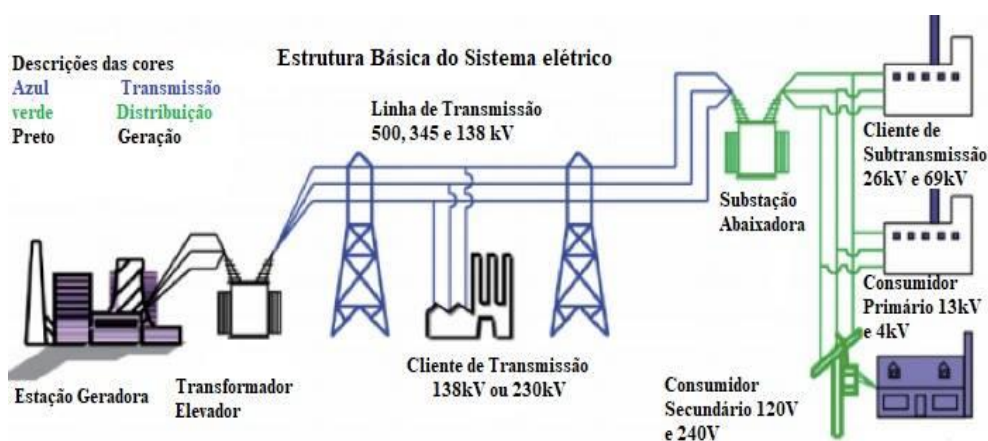 Estrutura Básica do Sistema elétrico
Descrições das cores
Azul Transmissão
verde Distribuição
Preto Geração
Linha de Transmissão
500, 345 e 138 kV
Estação Geradora
Transformador
Elevador
Cliente de Transmissão
138kV ou 230kV
Substação
Abaixadora
Cliente de
Subtransmissão
26kV e 69kV
Consumidor
Primário 13kV
e 4kV
Consumidor
Secundário 120V
e 240V